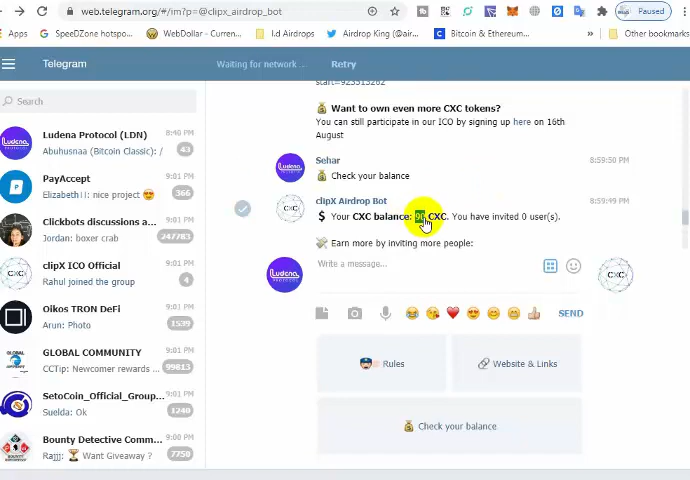 web.telegram.org/#/im?p=@clipx_airdrop_bot
Paused
Apps
SpeedZone hotspo...
WebDollar - Curren...
I.d Airdrops
Airdrop King (@air...
Bitcoin & Ethereum...
»
Other bookmarks
Telegram
Waiting for network ...
Retry
Search
Ludena Protocol (LDN)
8:40 PM
Abuhusnaa (Bitcoin Classic): /
43
PayAccept
9:01 PM
Elizabeth🧚🏻: nice project 😍
366
Clickbots discussions a...
9:01 PM
Jordan: boxer crab
247783
clipX ICO Official
9:01 PM
Rahul joined the group
4
Oikos TRON DeFi
9:01 PM
Arun: Photo
1539
GLOBAL COMMUNITY
9:01 PM
CCTip: Newcomer rewards ...
99813
SetoCoin_Official_Group...
9:01 PM
Suelda: Ok
1240
Bounty Detective Comm...
9:00 PM
Rajjj: 🏆 Want Giveaway ?
7750
start=923513262
💰 Want to own even more CXC tokens?
You can still participate in our ICO by signing up here on 16th
August
Sehar
8:59:50 PM
💰 Check your balance
clipX Airdrop Bot
8:59:49 PM
$ Your CXC balance: CXC. You have invited 0 user(s).
💸 Earn more by inviting more people:
Write a message...
SEND
Rules
Website & Links
💰 Check your balance